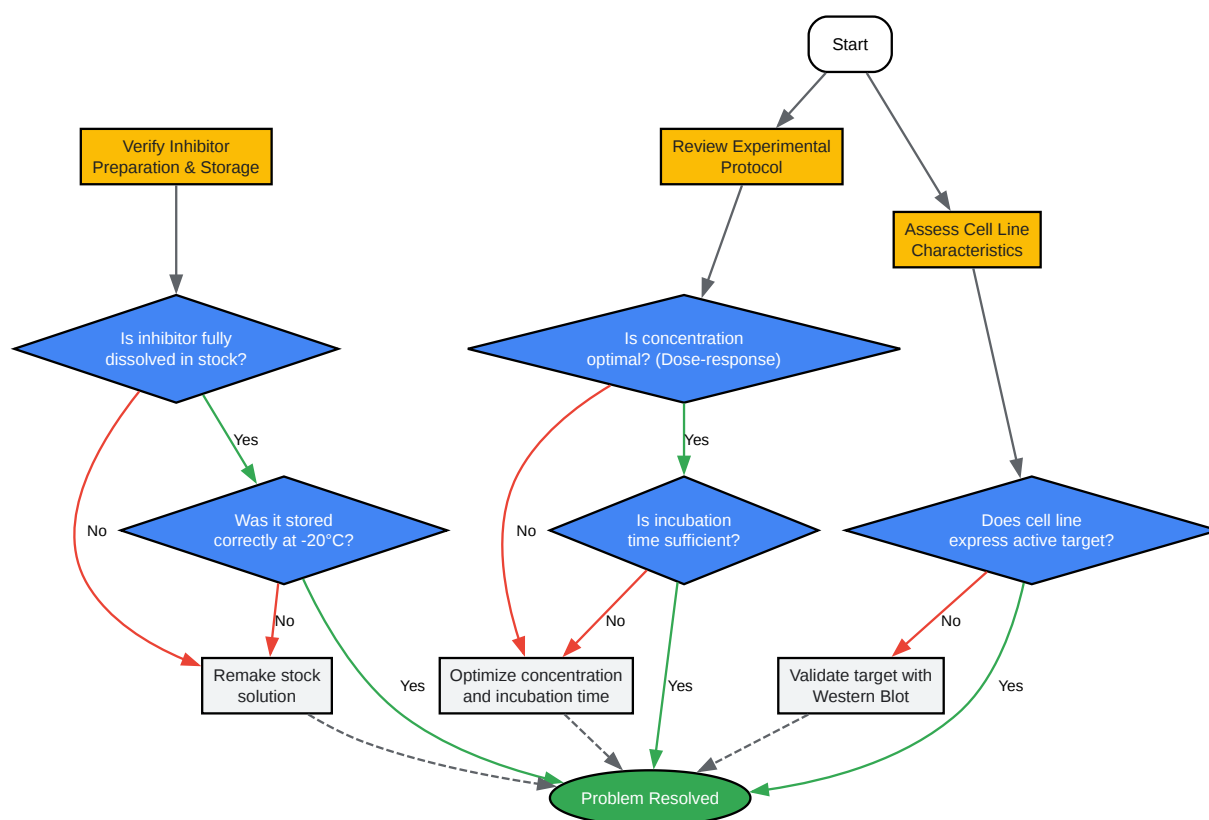 Start
Verify Inhibitor
Preparation & Storage
Review Experimental
Protocol
Assess Cell Line
Characteristics
Is inhibitor fully
dissolved in stock?
Is concentration
optimal? (Dose-response)
Yes
Yes
No
Was it stored
correctly at -20°C?
No
Is incubation
time sufficient?
Does cell line
express active target?
No
No
No
Remake stock
solution
Yes
Optimize concentration
and incubation time
Yes
Validate target with
Western Blot
Yes
Problem Resolved